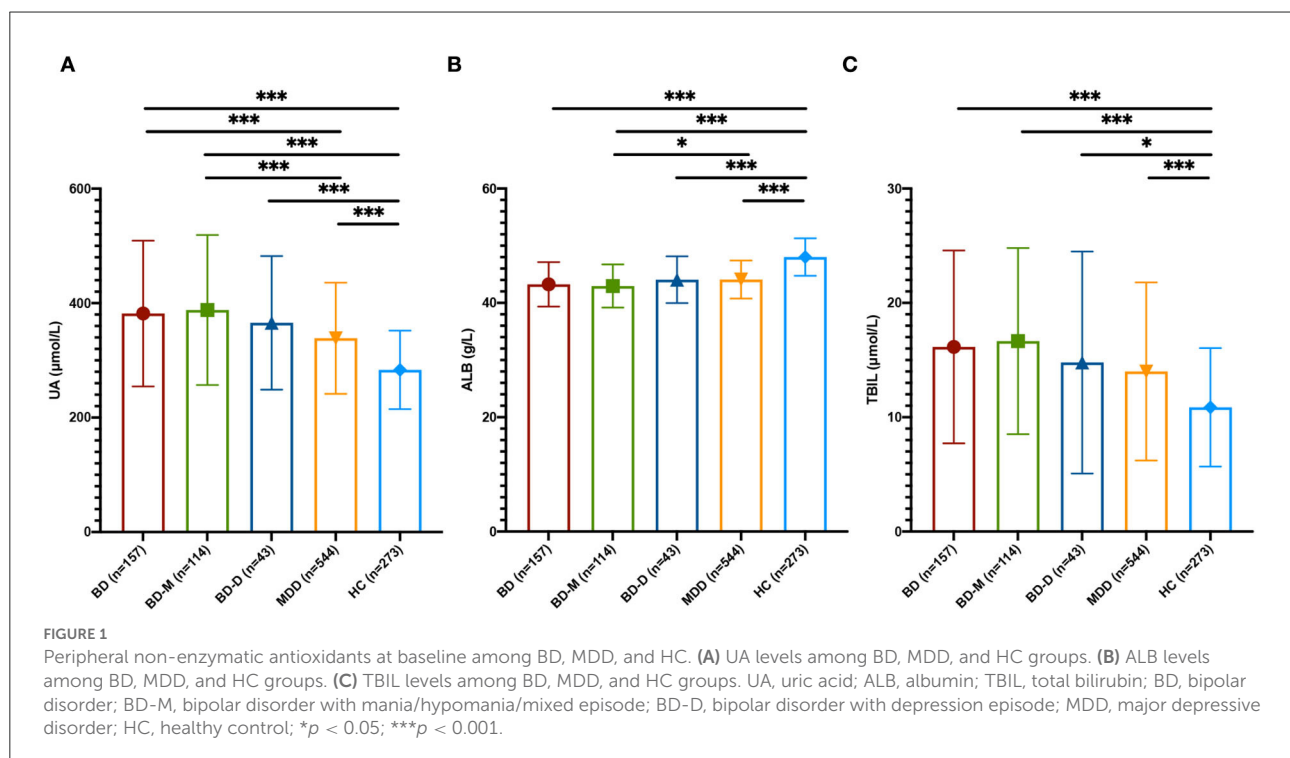 A
B
C
***
***
***
***
***
***
***
***
*
***
***
***
***
*
***
600
400
200
0
UA (μmol/L)
BD (n=157)
BD-M (n=114)
BD-D (n=43)
MDD (n=544)
HC (n=273)
60
40
20
0
ALB (g/L)
BD (n=157)
BD-M (n=114)
BD-D (n=43)
MDD (n=544)
HC (n=273)
30
20
10
0
TBIL (μmol/L)
BD (n=157)
BD-M (n=114)
BD-D (n=43)
MDD (n=544)
HC (n=273)
FIGURE 1
Peripheral non-enzymatic antioxidants at baseline among BD, MDD, and HC. (A) UA levels among BD, MDD, and HC groups. (B) ALB levels
among BD, MDD, and HC groups. (C) TBIL levels among BD, MDD, and HC groups. UA, uric acid; ALB, albumin; TBIL, total bilirubin; BD, bipolar
disorder; BD-M, bipolar disorder with mania/hypomania/mixed episode; BD-D, bipolar disorder with depression episode; MDD, major depressive
disorder; HC, healthy control; *p < 0.05; ***p < 0.001.